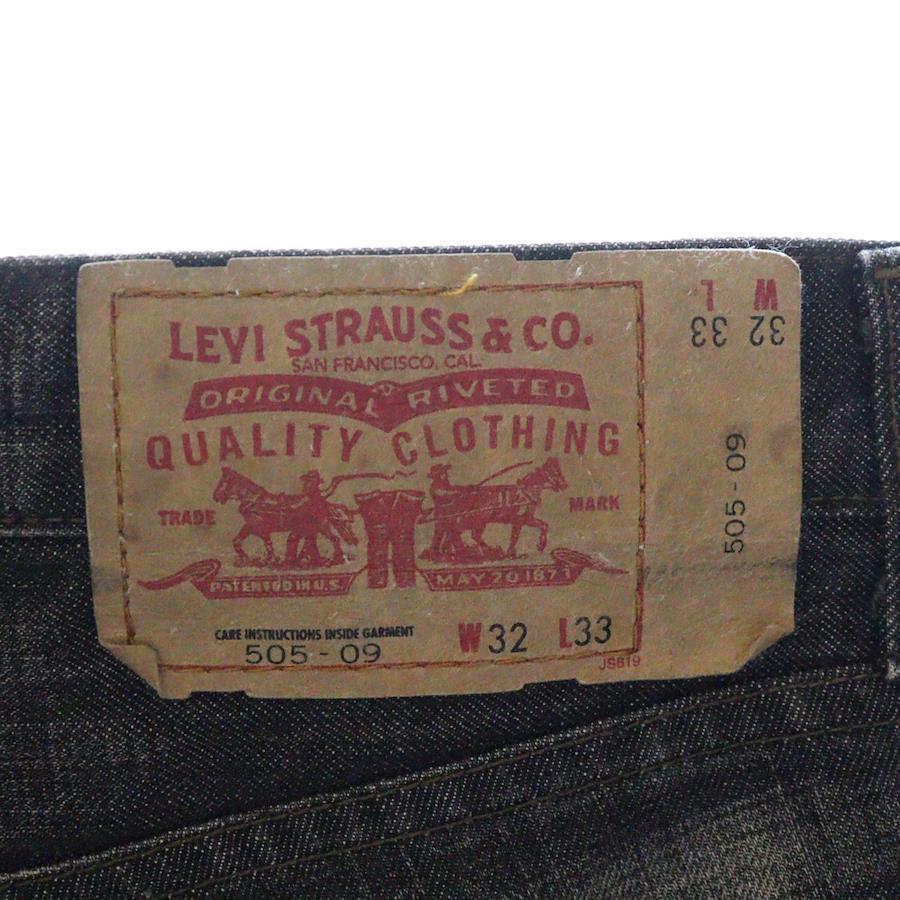 LEVI STRAUSS & CO.
SAN FRANCISCO, CAL.
ORIGINAL RIVETED
QUALITY CLOTHING
TRADE MARK
PATENTED IN U.S. MAY 20 1873
CARE INSTRUCTIONS INSIDE GARMENT
505-09 W32 L33
JS819
W L
32 33
505-09